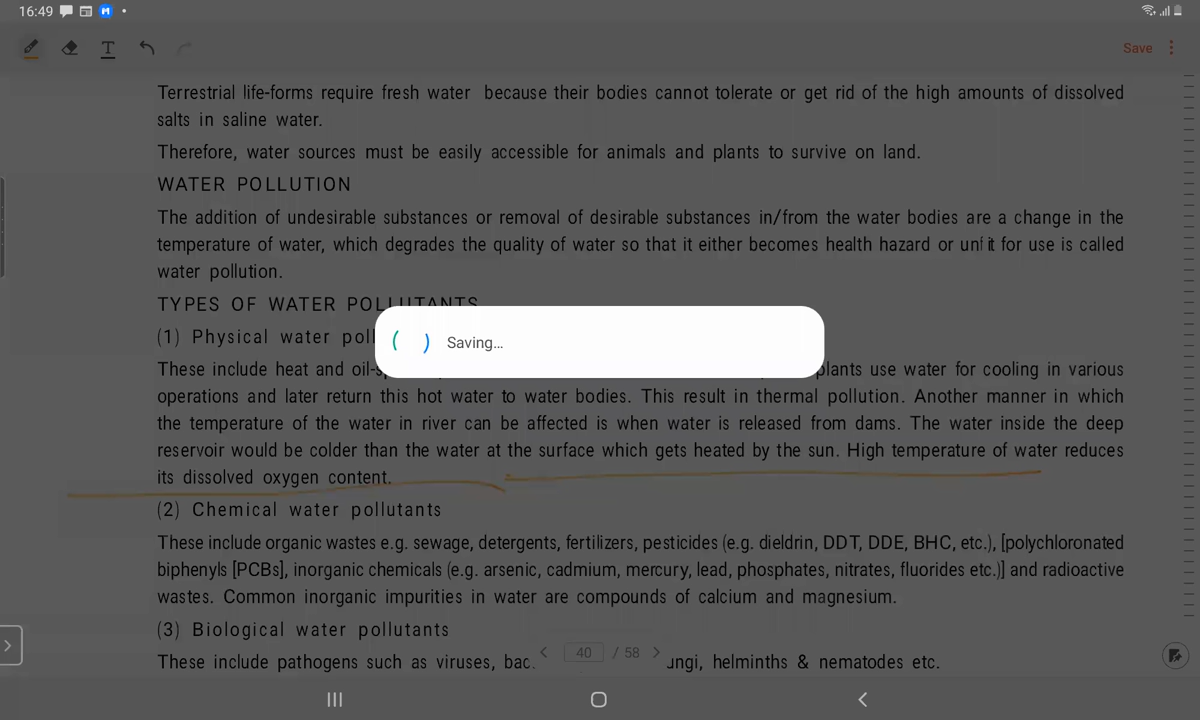 16:49
Save
Terrestrial life-forms require fresh water because their bodies cannot tolerate or get rid of the high amounts of dissolved
salts in saline water.
Therefore, water sources must be easily accessible for animals and plants to survive on land.
WATER POLLUTION
The addition of undesirable substances or removal of desirable substances in/from the water bodies are a change in the
temperature of water, which degrades the quality of water so that it either becomes health hazard or unfit for use is called
water pollution.
TYPES OF WATER POLLUTANTS
(1) Physical water poll
Saving...
These include heat and oil-s plants use water for cooling in various
operations and later return this hot water to water bodies. This result in thermal pollution. Another manner in which
the temperature of the water in river can be affected is when water is released from dams. The water inside the deep
reservoir would be colder than the water at the surface which gets heated by the sun. High temperature of water reduces
its dissolved oxygen content.
(2) Chemical water pollutants
These include organic wastes e.g. sewage, detergents, fertilizers, pesticides (e.g. dieldrin, DDT, DDE, BHC, etc.), [polychloronated
biphenyls [PCBs], inorganic chemicals (e.g. arsenic, cadmium, mercury, lead, phosphates, nitrates, fluorides etc.)] and radioactive
wastes. Common inorganic impurities in water are compounds of calcium and magnesium.
(3) Biological water pollutants
40 / 58
These include pathogens such as viruses, bac ungi, helminths & nematodes etc.